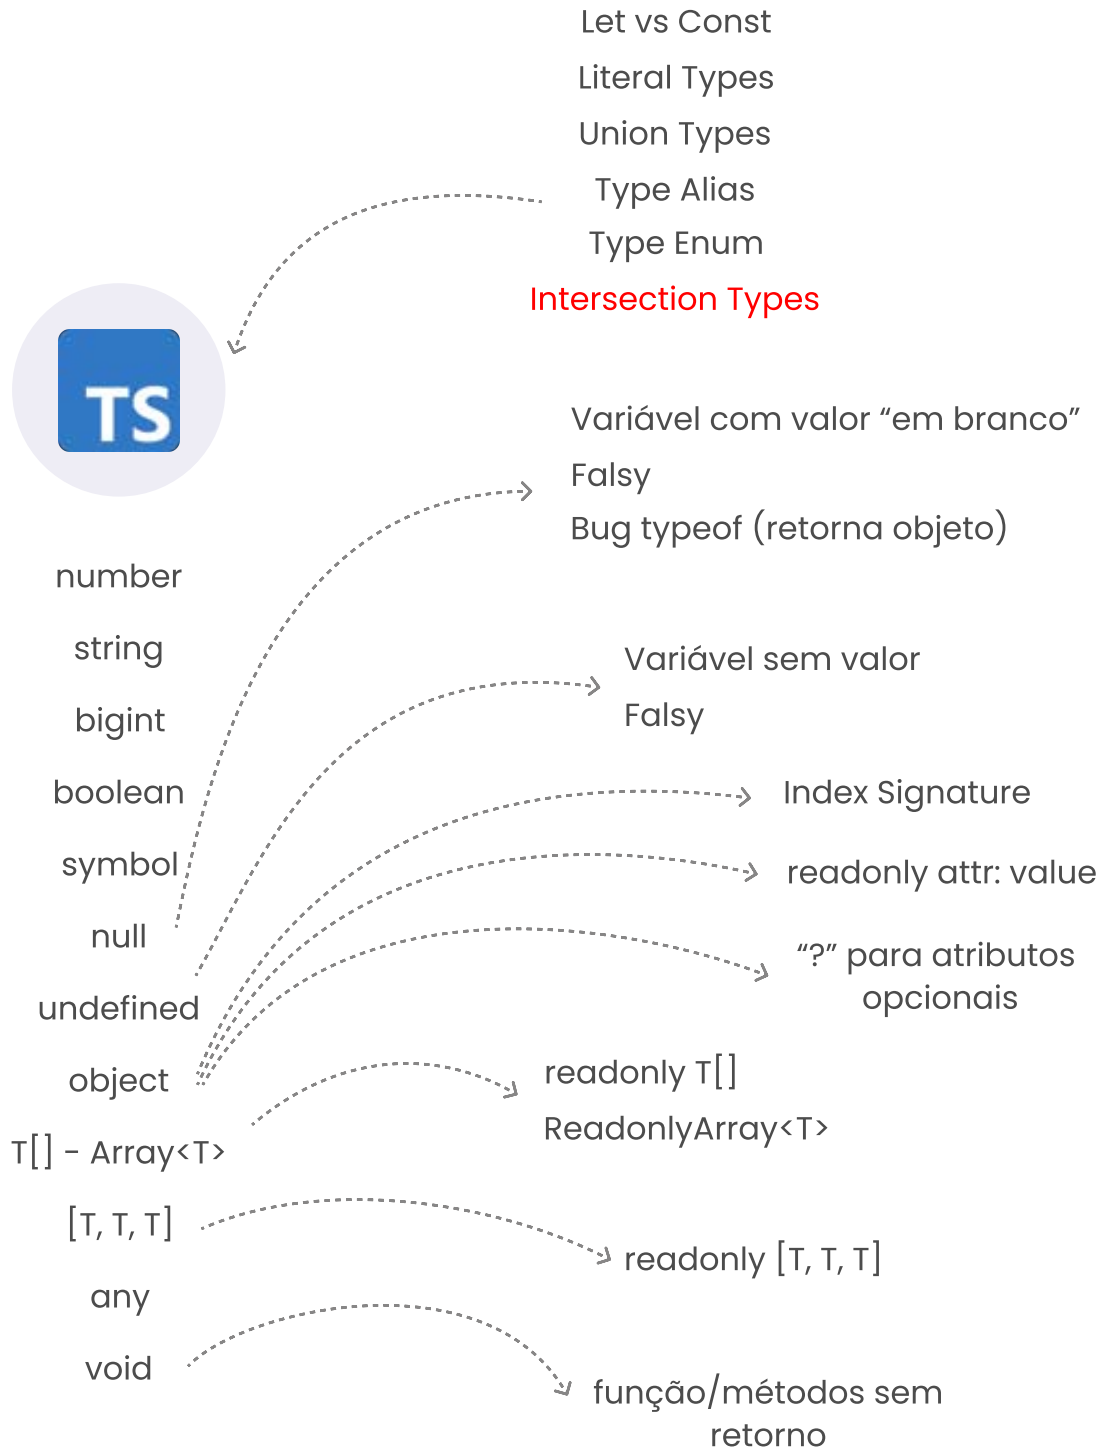 Let vs Const
Literal Types
Union Types
Type Alias
Type Enum
Intersection Types
TS
Variável com valor “em branco”
Falsy
Bug typeof (retorna objeto)
number
string
bigint
boolean
symbol
null
undefined
object
T[] - Array<T>
[T, T, T]
any
void
Variável sem valor
Falsy
Index Signature
readonly attr: value
“?” para atributos
opcionais
readonly T[]
ReadonlyArray<T>
readonly [T, T, T]
função/métodos sem
retorno